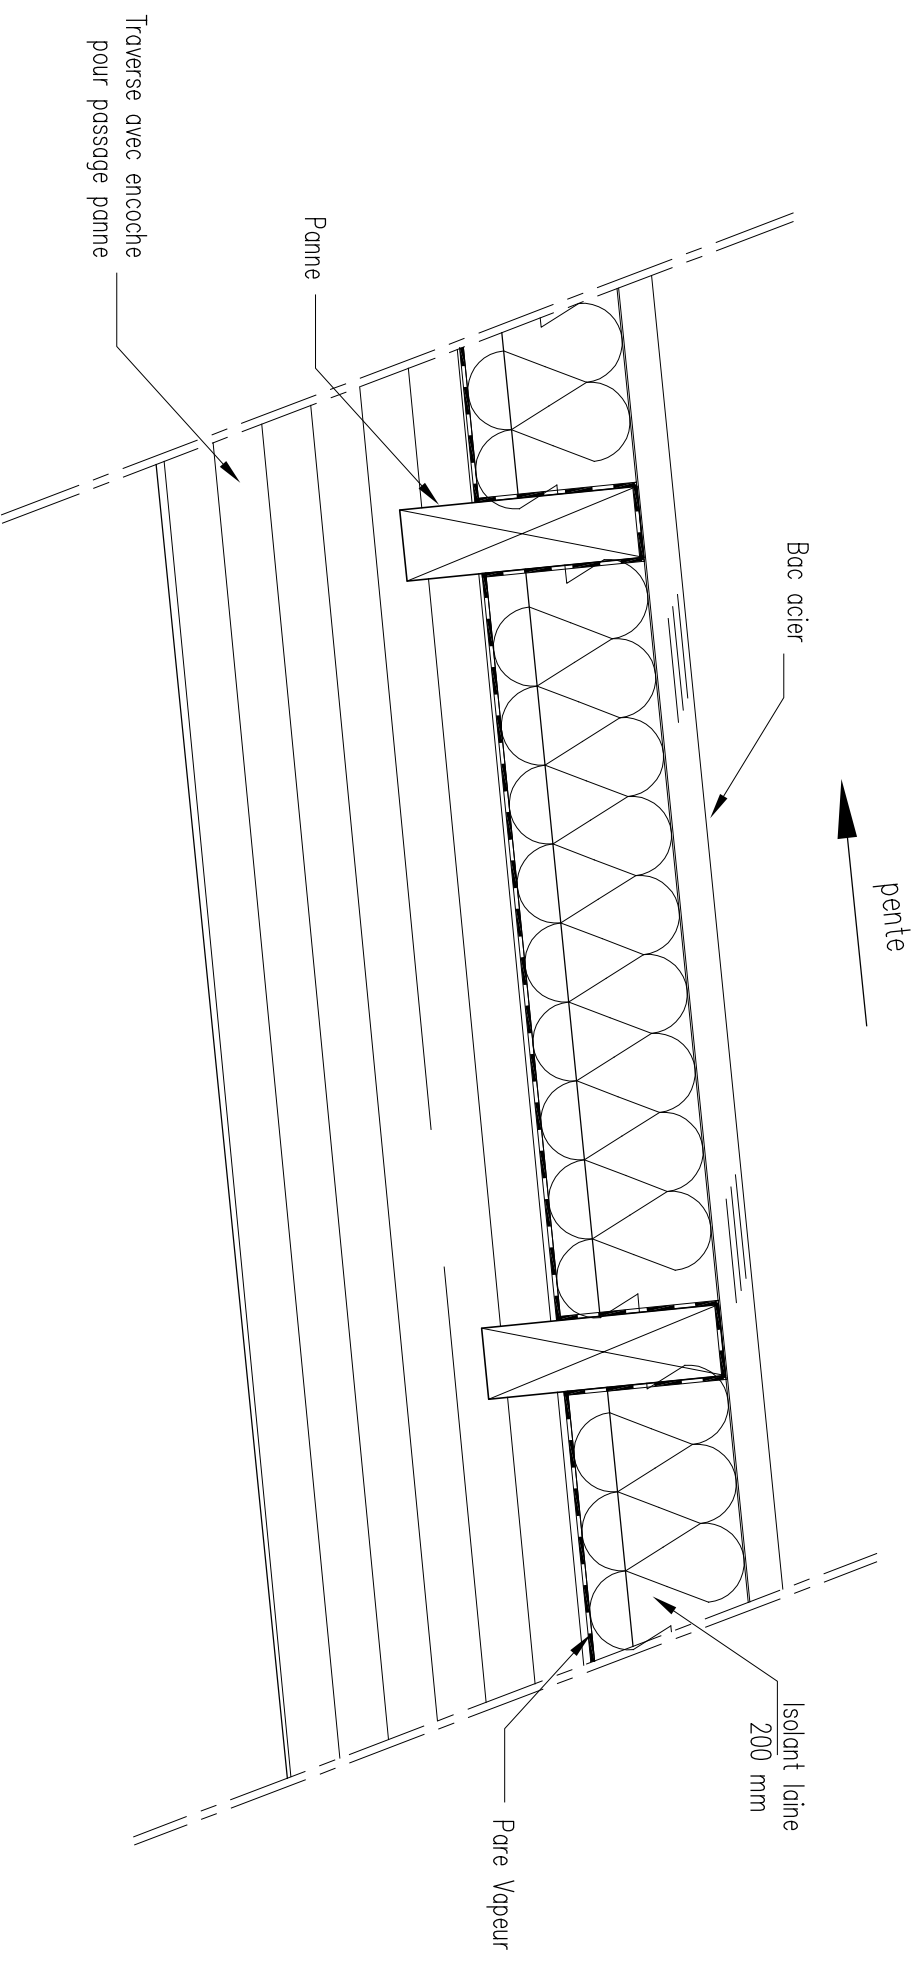 Traverse avec encoche
pour passage panne
Panne
Bac acier
pente
Isolant laine
200 mm
Pare Vapeur